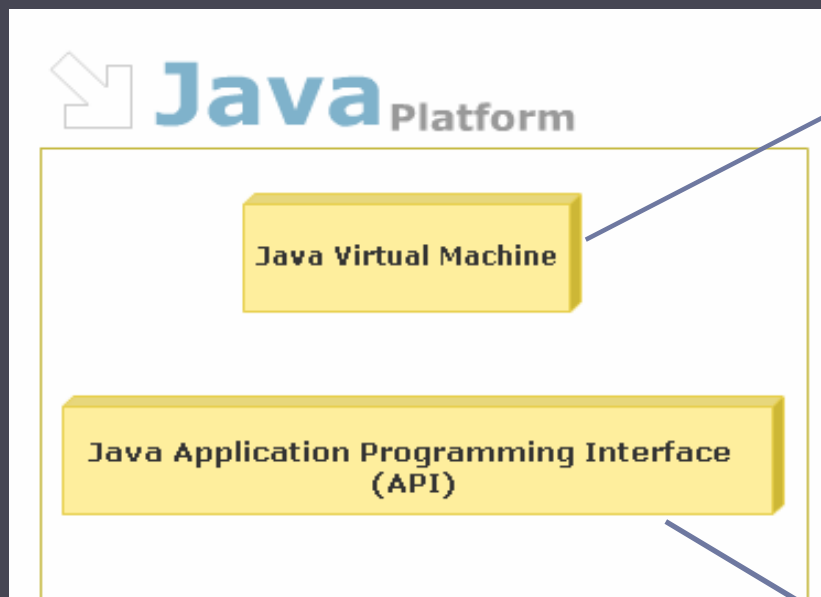 Java Platform
Java Virtual Machine
Java Application Programming Interface
(API)